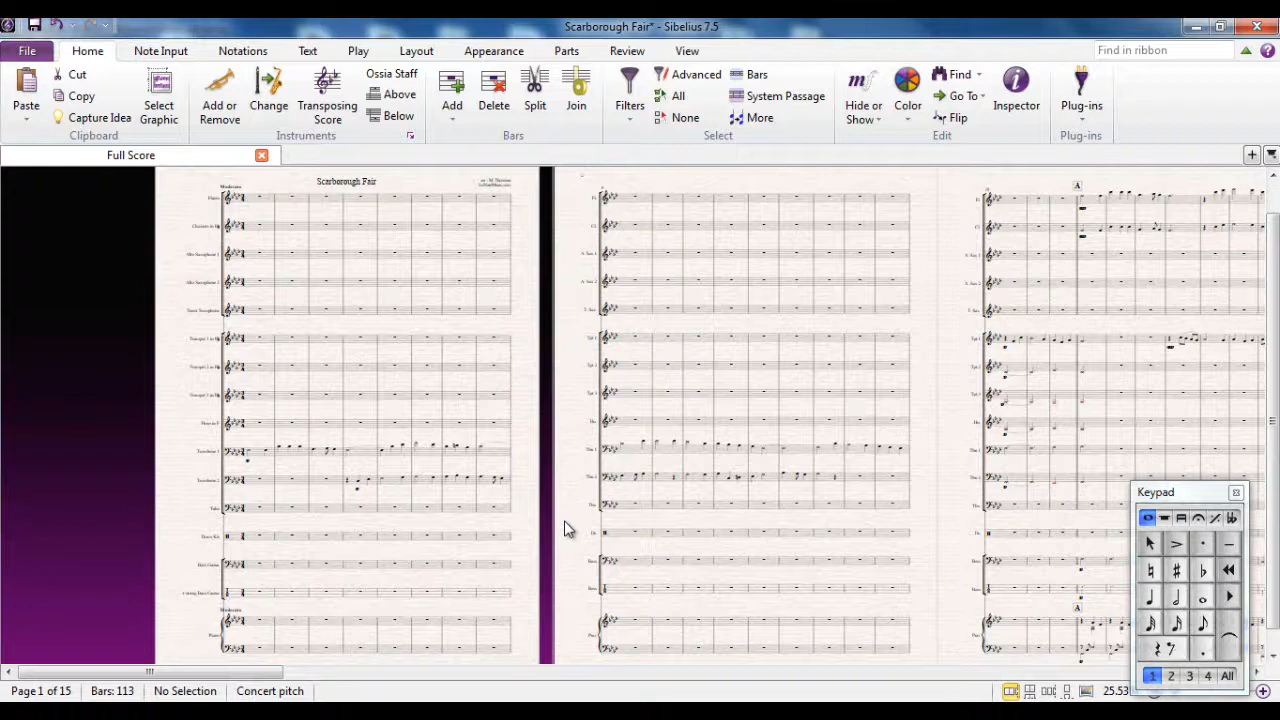 Scarborough Fair* - Sibelius 7.5
File Home Note Input Notations Text Play Layout Appearance Parts Review View Find in ribbon
Paste
Cut
Copy
Capture Idea
Select Graphic
Clipboard
Add or Remove
Change
Transposing Score
Ossia Staff
Above
Below
Instruments
Add
Delete
Split
Join
Bars
Filters
Advanced
All
None
Bars
System Passage
More
Select
Hide or Show
Color
Find
Go To
Flip
Inspector
Edit
Plug-ins
Plug-ins
Full Score
Scarborough Fair
Moderato
A
A
Moderato
Keypad
1 2 3 4 All
Page 1 of 15 Bars: 113 No Selection Concert pitch